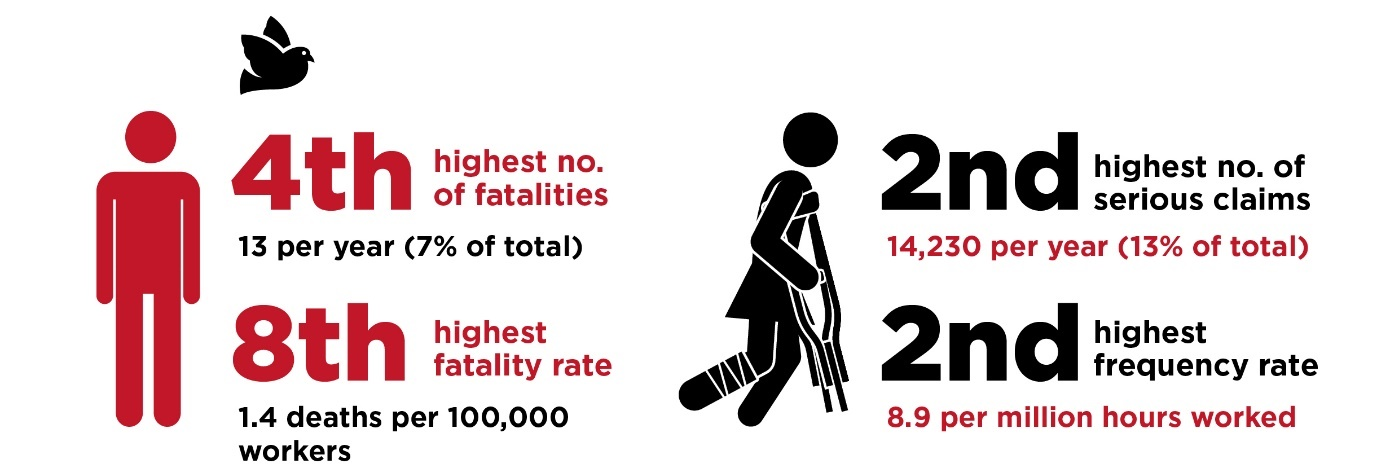 4th highest no.
of fatalities
13 per year (7% of total)
8th highest
fatality rate
1.4 deaths per 100,000
workers
2nd highest no. of
serious claims
14,230 per year (13% of total)
2nd highest
frequency rate
8.9 per million hours worked